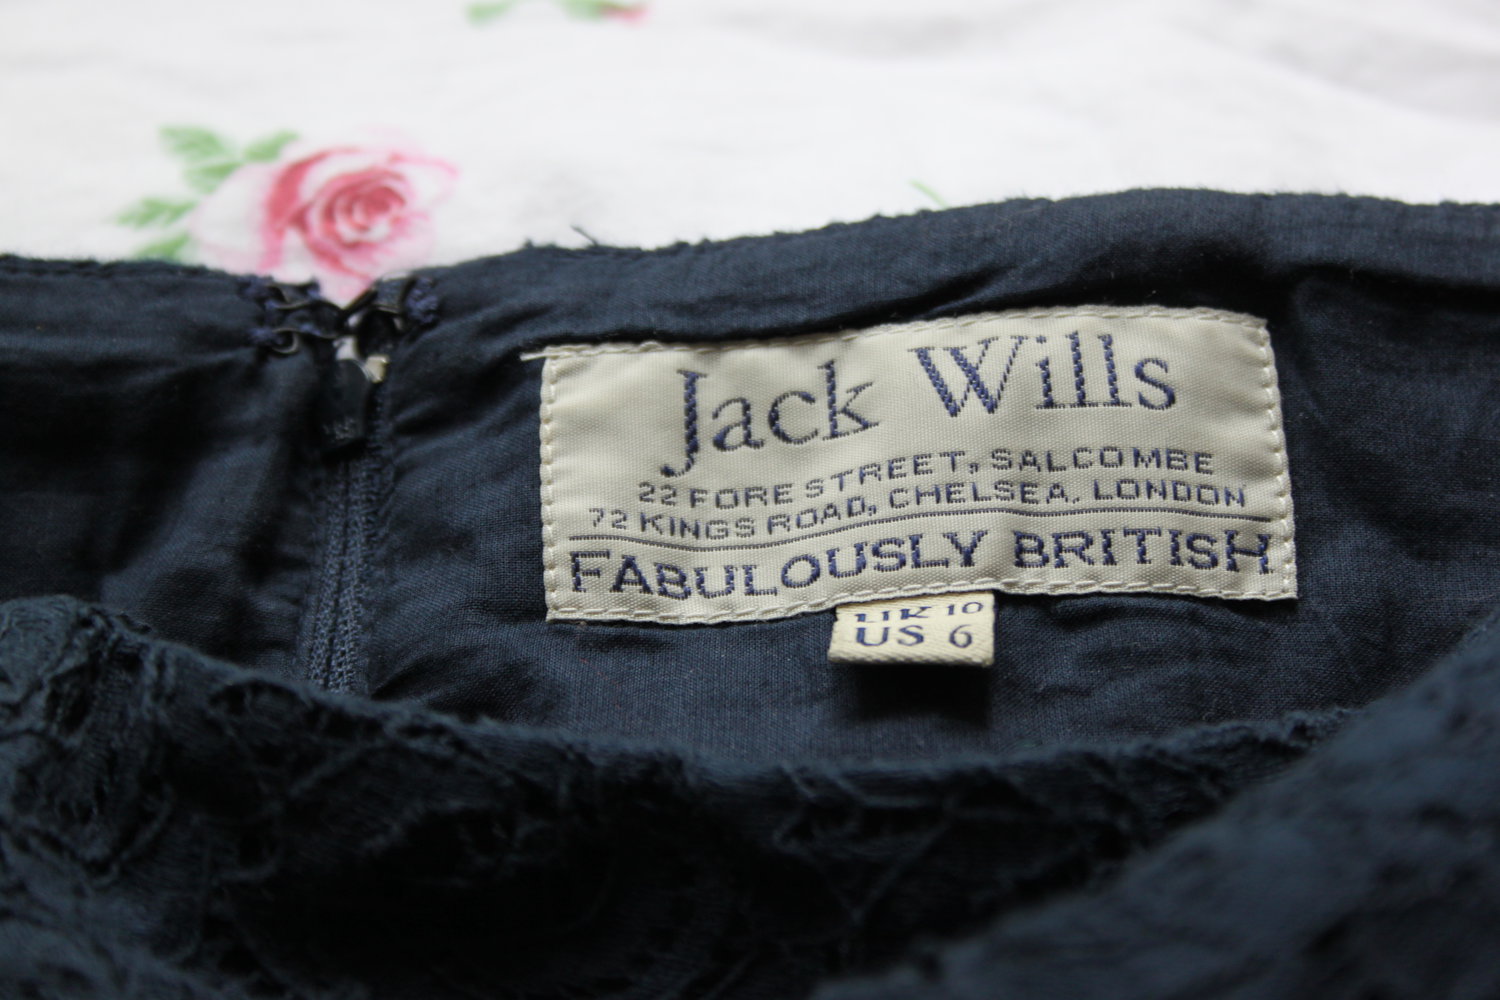 Jack Wills
22 FORE STREET, SALCOMBE
72 KINGS ROAD, CHELSEA, LONDON
FABULOUSLY BRITISH
UK 10
US 6